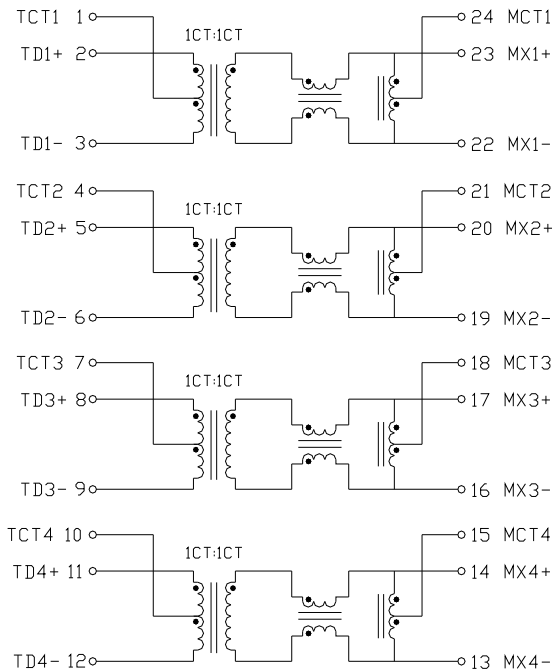 TCT1 1 24 MCT1
1CT:1CT
TD1+ 2 23 MX1+
TD1- 3 22 MX1-
TCT2 4 21 MCT2
1CT:1CT
TD2+ 5 20 MX2+
TD2- 6 19 MX2-
TCT3 7 18 MCT3
1CT:1CT
TD3+ 8 17 MX3+
TD3- 9 16 MX3-
TCT4 10 15 MCT4
1CT:1CT
TD4+ 11 14 MX4+
TD4- 12 13 MX4-